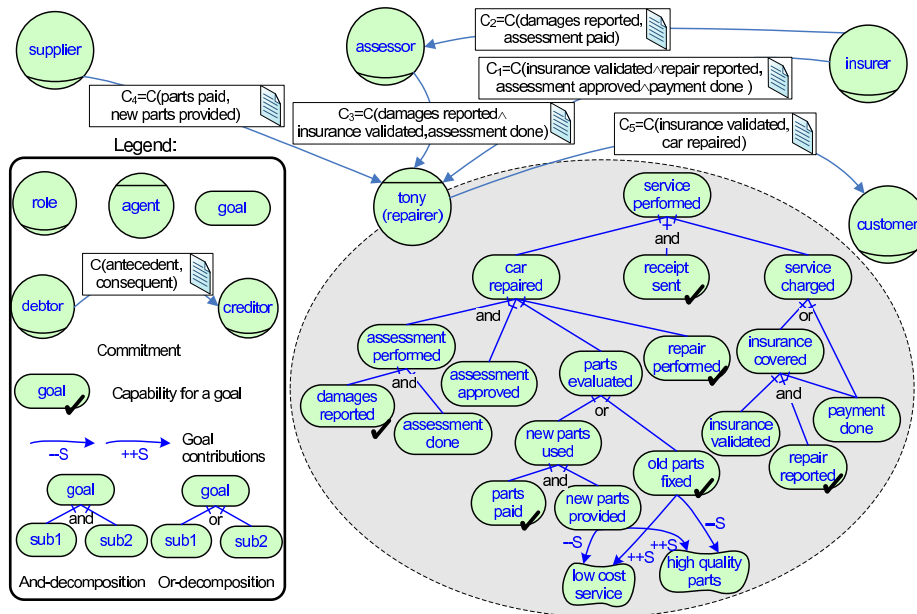 supplier
assessor
C2=C(damages reported,
assessment paid)
insurer
C1=C(insurance validated∧repair reported,
assessment approved∧payment done )
C4=C(parts paid,
new parts provided)
C3=C(damages reported∧
insurance validated,assessment done)
C5=C(insurance validated,
car repaired)
Legend:
role
agent
goal
C(antecedent,
consequent)
debtor
creditor
Commitment
goal
Capability for a goal
--S
++S
Goal
contributions
goal
and
sub1
sub2
goal
or
sub1
sub2
And-decomposition
Or-decomposition
tony
(repairer)
customer
service
performed
and
car
repaired
receipt
sent
service
charged
and
or
assessment
performed
assessment
approved
parts
evaluated
repair
performed
insurance
covered
and
damages
reported
assessment
done
or
and
insurance
validated
payment
done
new parts
used
old parts
fixed
repair
reported
and
parts
paid
new parts
provided
--S
++S
++S
--S
low cost
service
high quality
parts